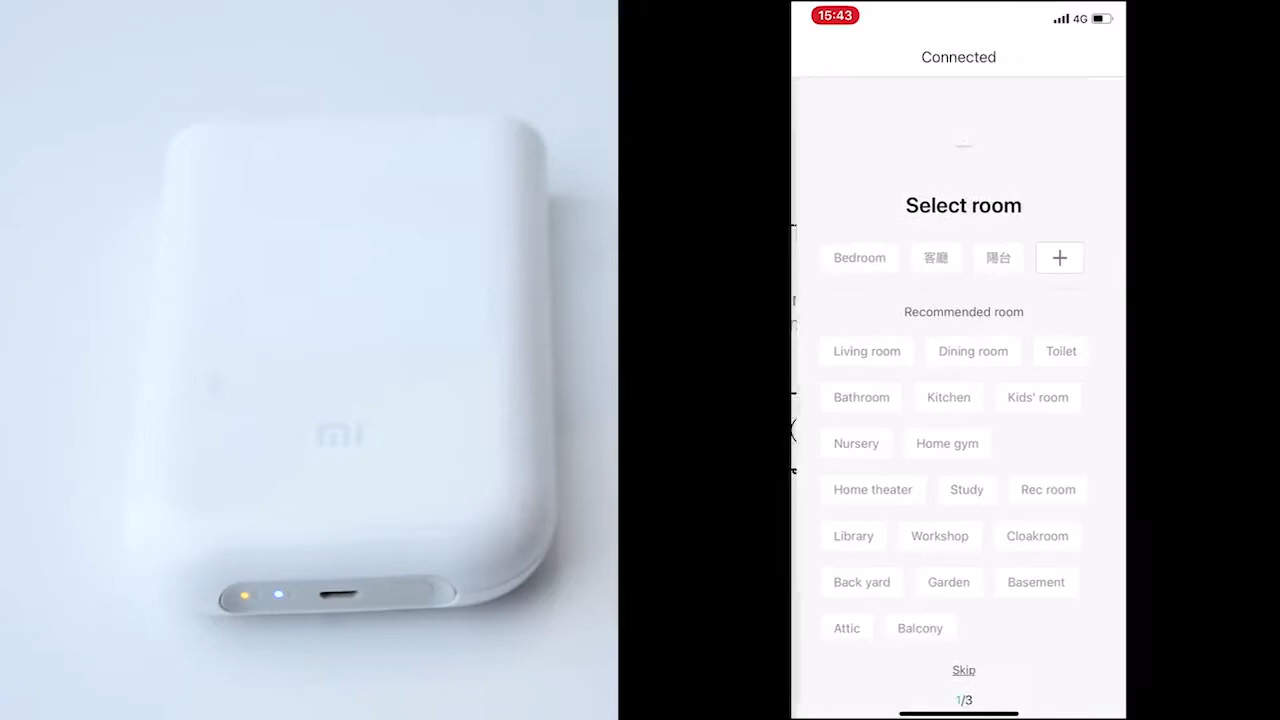 mi
15:43
4G
Connected
Select room
Bedroom 客廳 陽台 +
Recommended room
Living room Dining room Toilet
Bathroom Kitchen Kids' room
Nursery Home gym
Home theater Study Rec room
Library Workshop Cloakroom
Back yard Garden Basement
Attic Balcony
Skip
1/3